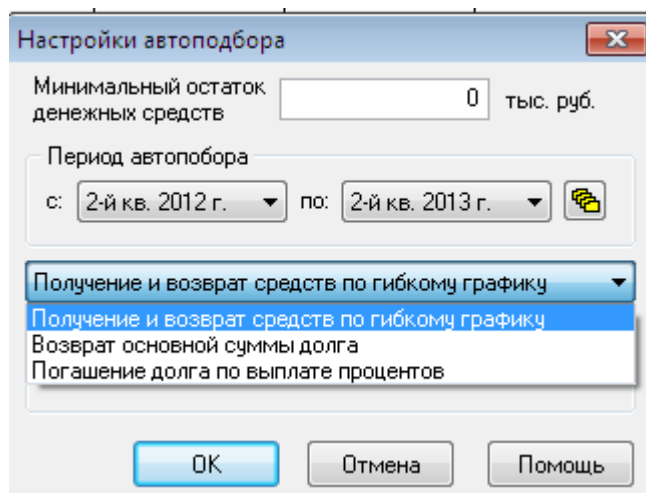 Настройки автоподбора
Минимальный остаток
денежных средств
0 тыс. руб.
Период автопобора
с: 2-й кв. 2012 г. по: 2-й кв. 2013 г.
Получение и возврат средств по гибкому графику
Получение и возврат средств по гибкому графику
Возврат основной суммы долга
Погашение долга по выплате процентов
OK Отмена Помощь